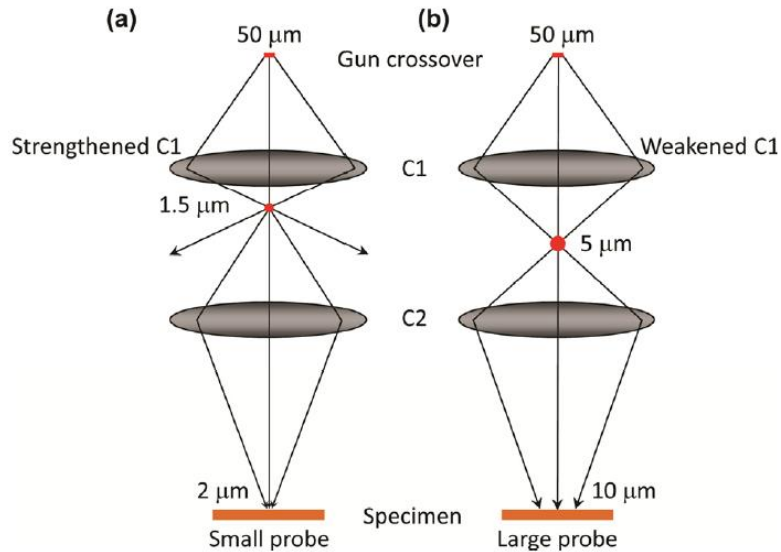 (a) (b)
50 μm 50 μm
Gun crossover
Strengthened C1 Weakened C1
C1
1.5 μm
5 μm
C2
2 μm 10 μm
Specimen
Small probe Large probe